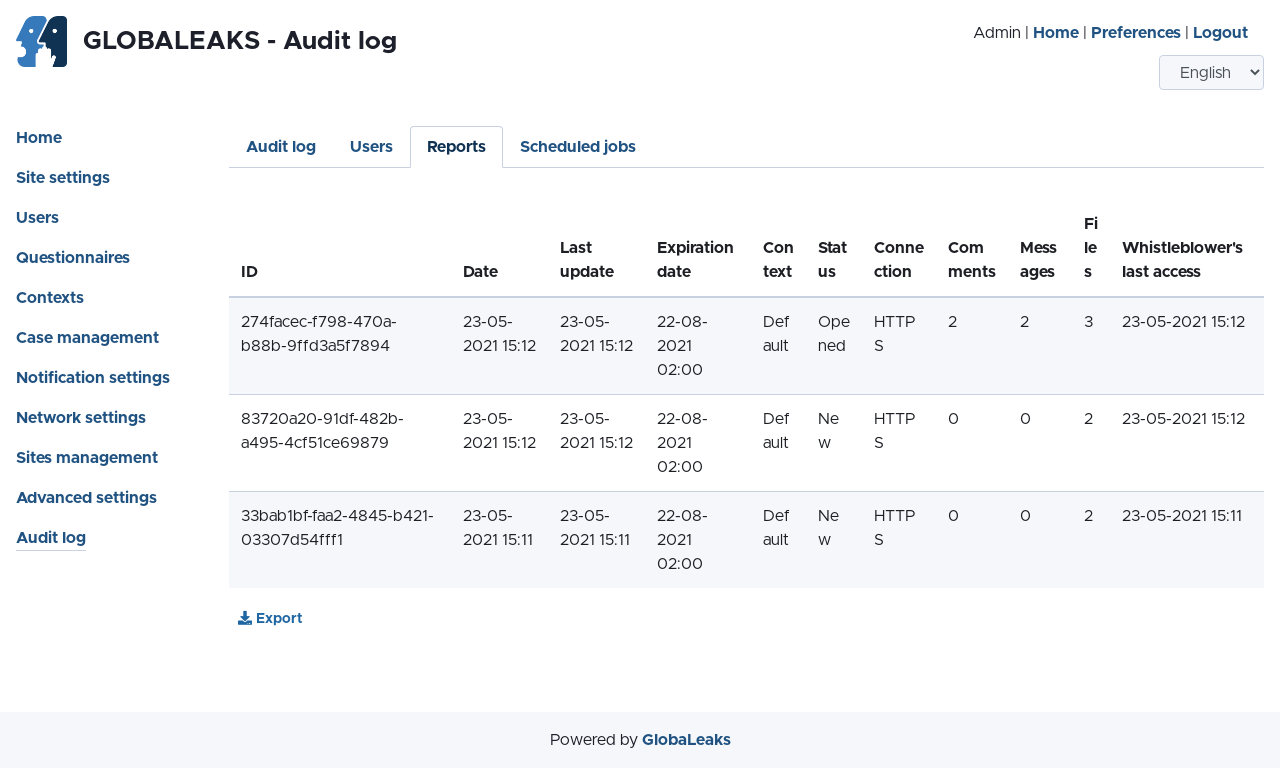 GLOBALEAKS - Audit log
Admin | Home | Preferences | Logout
English
Home
Site settings
Users
Questionnaires
Contexts
Case management
Notification settings
Network settings
Sites management
Advanced settings
Audit log
Audit log Users Reports Scheduled jobs
ID Date Last update Expiration date Context Status Connection Comments Messages Files Whistleblower's last access
274facec-f798-470a-b88b-9ffd3a5f7894 23-05-2021 15:12 23-05-2021 15:12 22-08-2021 02:00 Default Opened HTTPS 2 2 3 23-05-2021 15:12
83720a20-91df-482b-a495-4cf51ce69879 23-05-2021 15:12 23-05-2021 15:12 22-08-2021 02:00 Default New HTTPS 0 0 2 23-05-2021 15:12
33bab1bf-faa2-4845-b421-03307d54fff1 23-05-2021 15:11 23-05-2021 15:11 22-08-2021 02:00 Default New HTTPS 0 0 2 23-05-2021 15:11
Export
Powered by GlobaLeaks